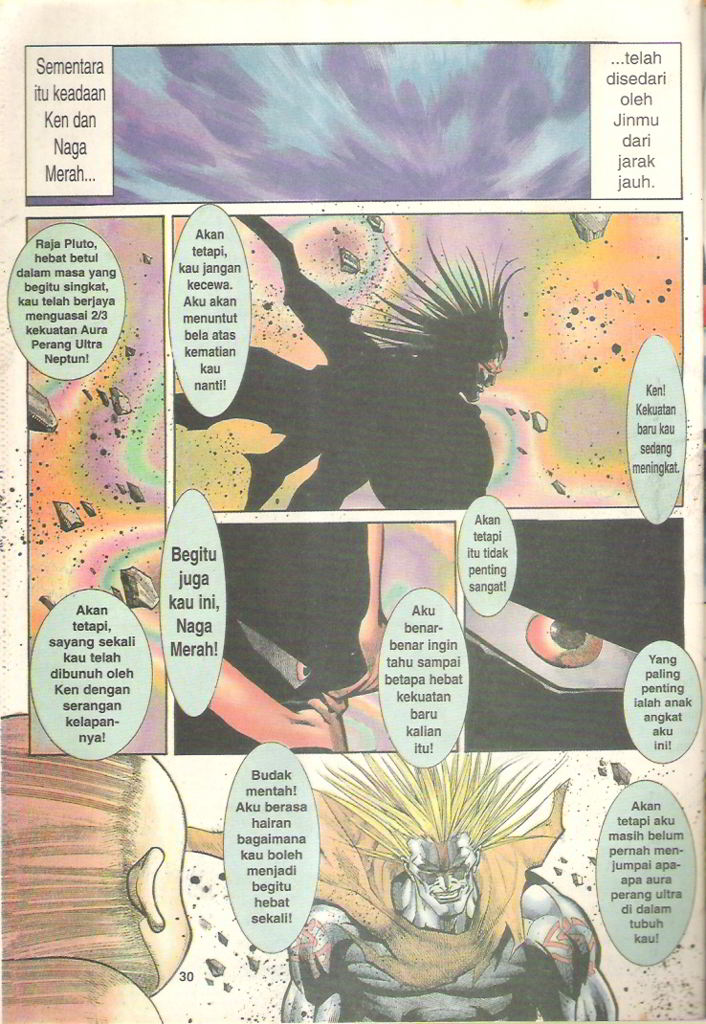 Sementara
itu keadaan
Ken dan
Naga
Merah...
...telah
disedari
oleh
Jinmu
dari
jarak
jauh.
Raja Pluto,
hebat betul
dalam masa yang
begitu singkat,
kau telah berjaya
menguasai 2/3
kekuatan Aura
Perang Ultra
Neptun!
Akan
tetapi,
sayang sekali
kau telah
dibunuh oleh
Ken dengan
serangan
kelapan-
nya!
Akan
tetapi,
kau jangan
kecewa.
Aku akan
menuntut
bela atas
kematian
kau
nanti!
Ken!
Kekuatan
baru kau
sedang
meningkat.
Begitu
juga
kau ini,
Naga
Merah!
Aku
benar-
benar ingin
tahu sampai
betapa hebat
kekuatan
baru
kalian
itu!
Akan
tetapi
itu tidak
penting
sangat!
Yang
paling
penting
ialah anak
angkat
aku
ini!
Budak
mentah!
Aku berasa
hairan
bagaimana
kau boleh
menjadi
begitu
hebat
sekali!
Akan
tetapi aku
masih belum
pernah men-
jumpai apa-
apa aura
perang ultra
di dalam
tubuh
kau!
30